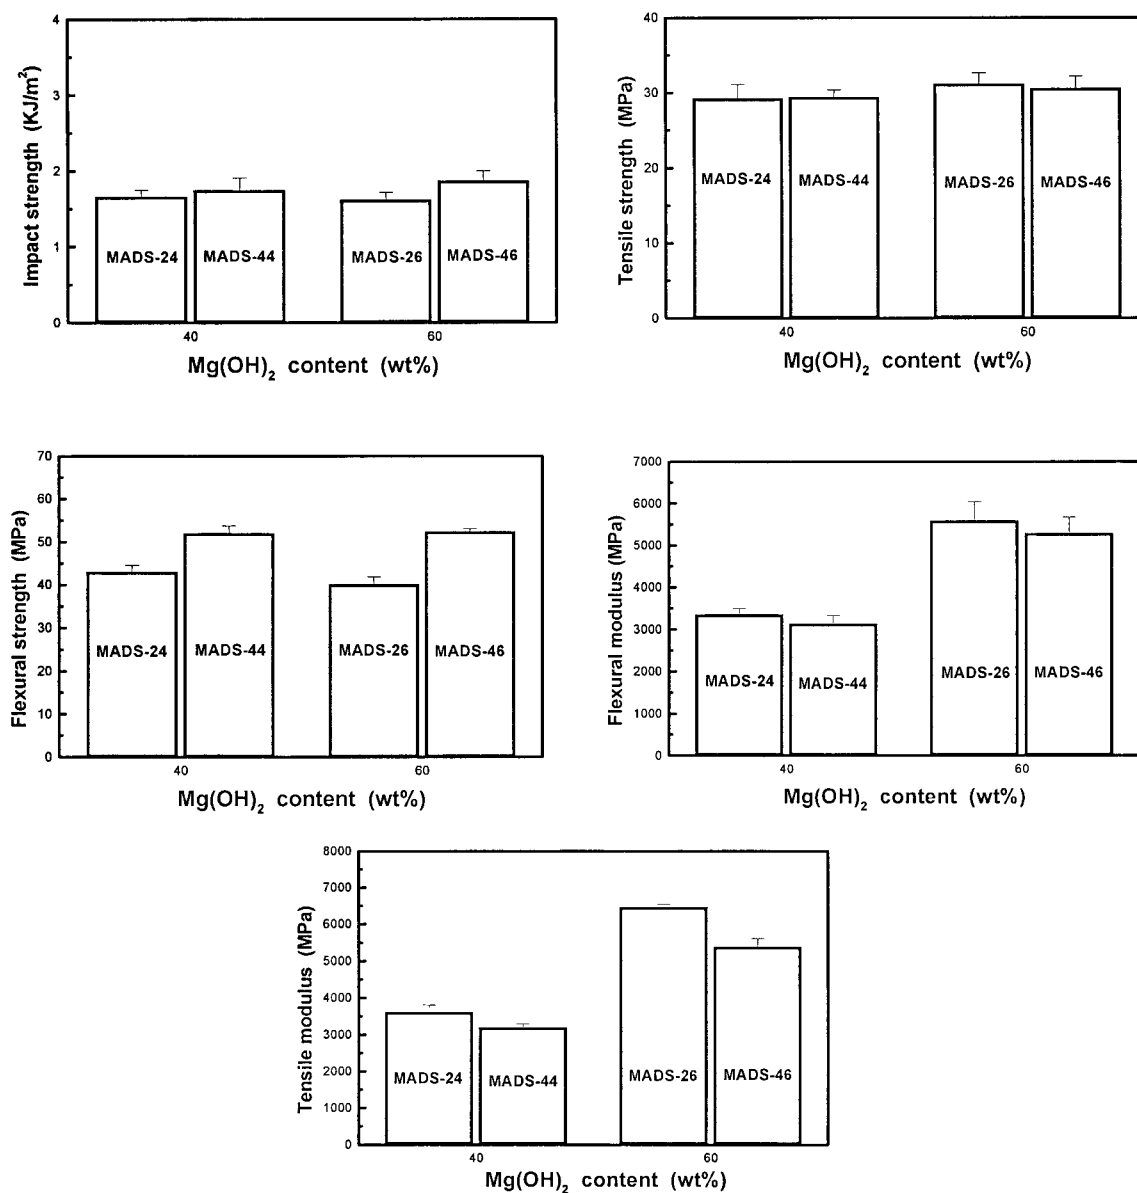 Impact strength (KJ/m²)
4
3
2
1
0
MADS-24
MADS-44
MADS-26
MADS-46
40
60
Mg(OH)₂ content (wt%)
Tensile strength (MPa)
40
30
20
10
0
MADS-24
MADS-44
MADS-26
MADS-46
40
60
Mg(OH)₂ content (wt%)
Flexural strength (MPa)
70
60
50
40
30
20
10
0
MADS-24
MADS-44
MADS-26
MADS-46
40
60
Mg(OH)₂ content (wt%)
Flexural modulus (MPa)
7000
6000
5000
4000
3000
2000
1000
0
MADS-24
MADS-44
MADS-26
MADS-46
40
60
Mg(OH)₂ content (wt%)
Tensile modulus (MPa)
8000
7000
6000
5000
4000
3000
2000
1000
0
MADS-24
MADS-44
MADS-26
MADS-46
40
60
Mg(OH)₂ content (wt%)